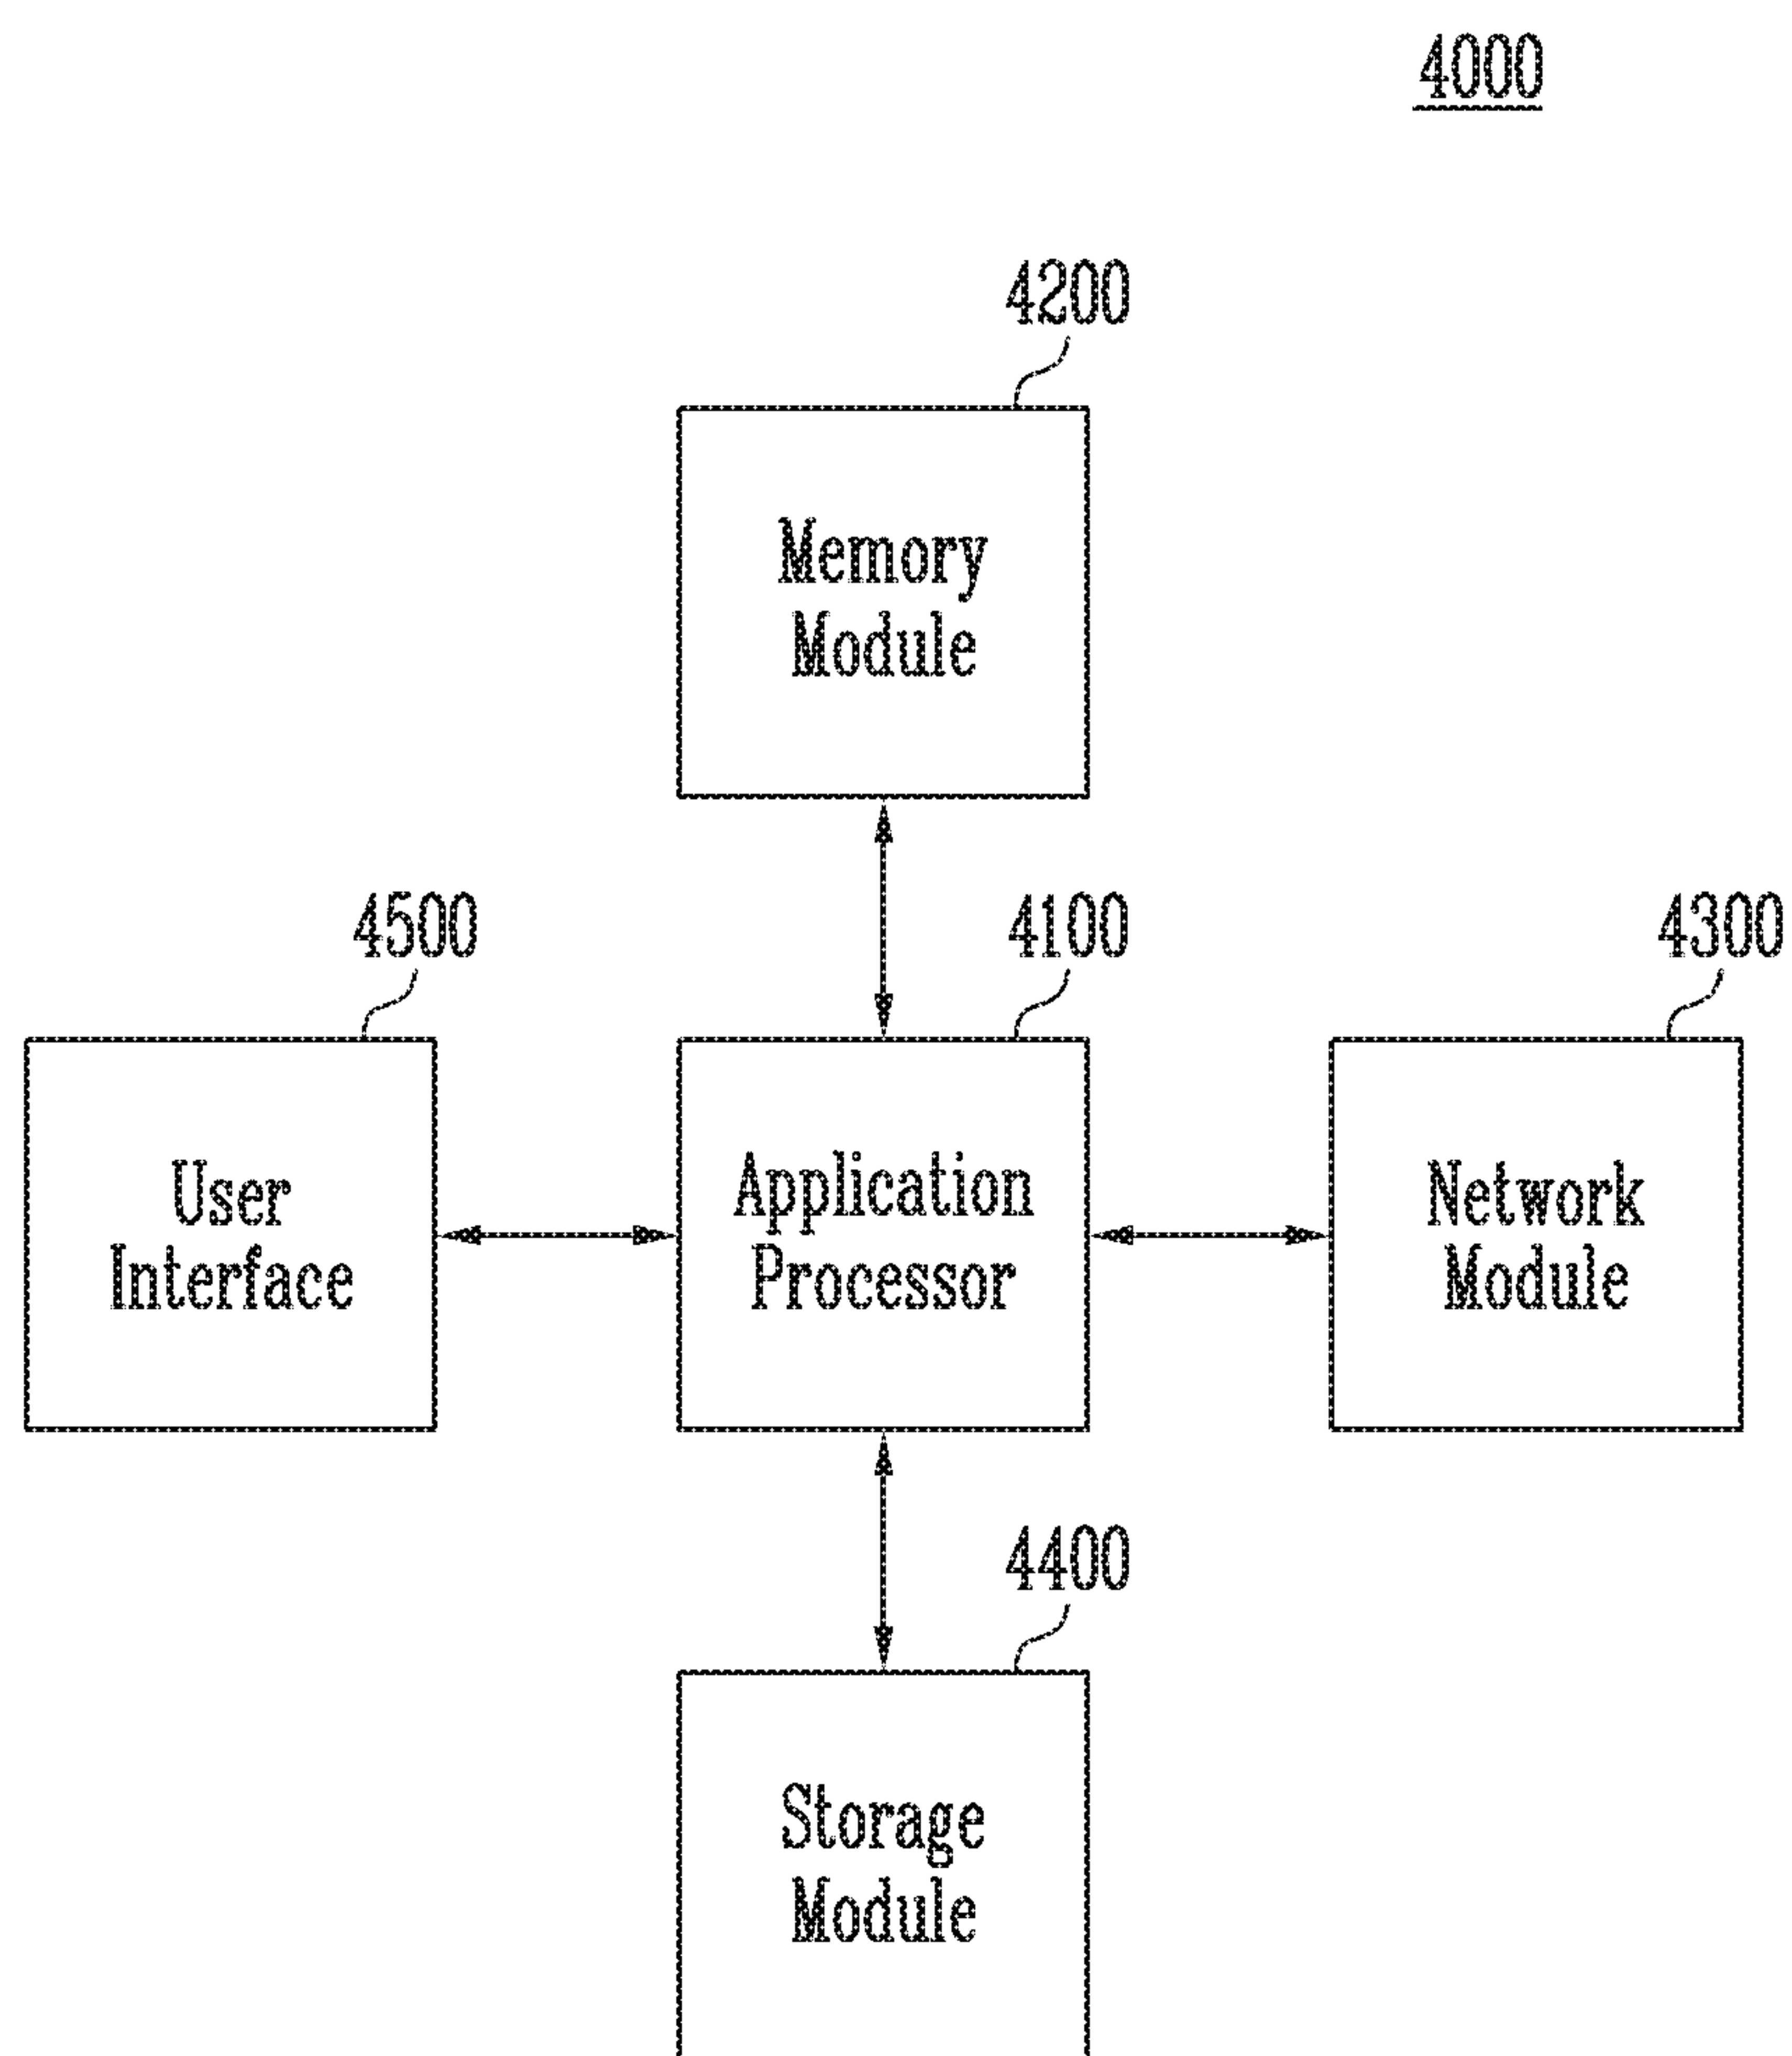 4000
4200
Memory
Module
4500
4100
4300
User
Interface
Application
Processor
Network
Module
4400
Storage
Module